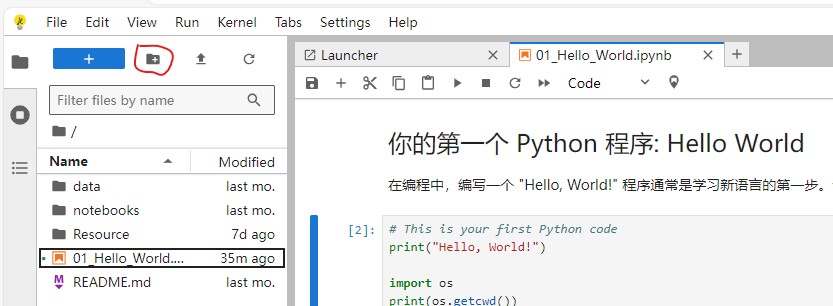 File Edit View Run Kernel Tabs Settings Help
Launcher
01_Hello_World.ipynb
Code
Filter files by name
/
Name Modified
data last mo.
notebooks last mo.
Resource 7d ago
01_Hello_World.... 35m ago
README.md last mo.
你的第一个 Python 程序: Hello World
在编程中，编写一个 "Hello, World!" 程序通常是学习新语言的第一步。
[2]:
# This is your first Python code
print("Hello, World!")
import os
print(os.getcwd())